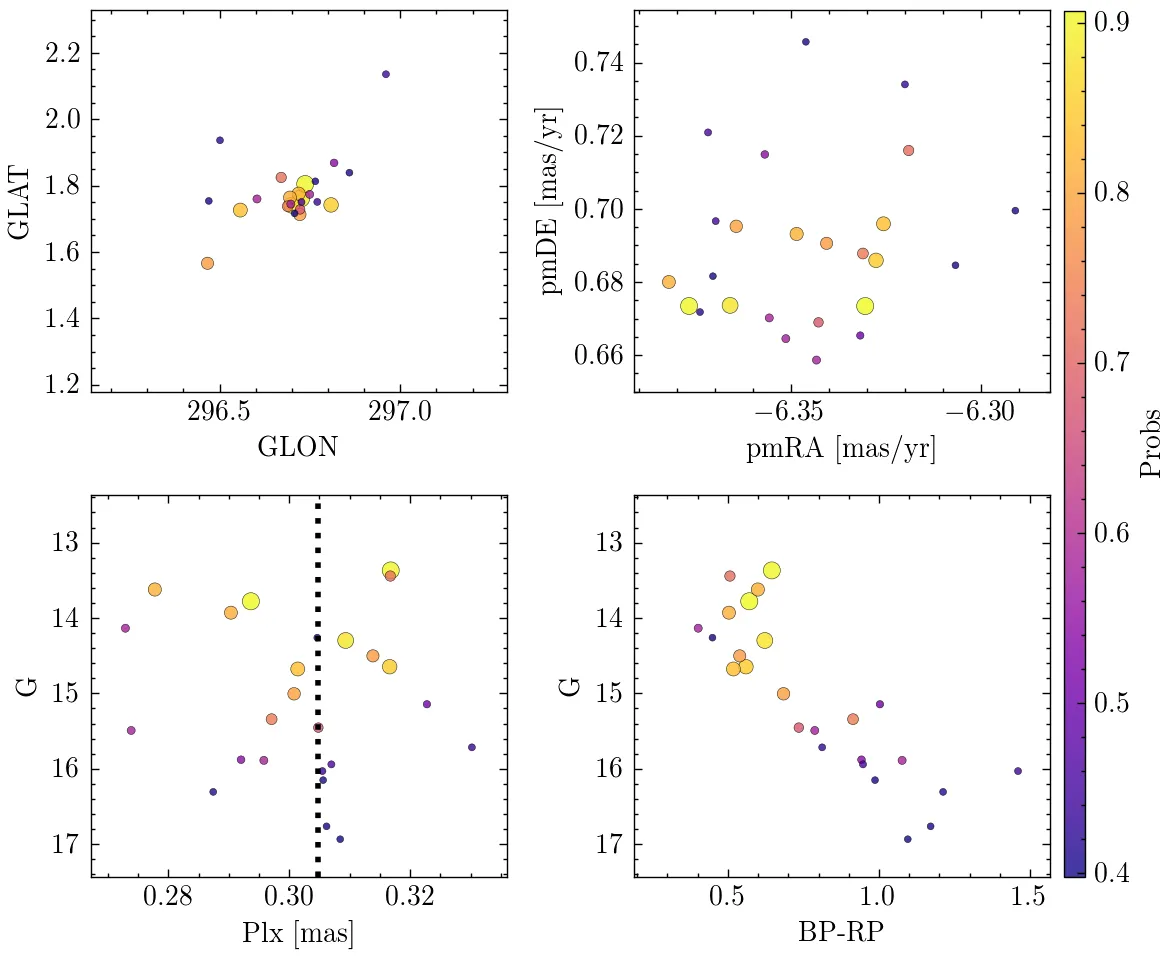 2.2
2.0
1.8
1.6
1.4
1.2
GLAT
296.5 297.0
GLON
0.74
0.72
0.70
0.68
0.66
pmDE [mas/yr]
−6.35 −6.30
pmRA [mas/yr]
13
14
15
16
17
G
0.28 0.30 0.32
Plx [mas]
13
14
15
16
17
G
0.5 1.0 1.5
BP-RP
0.9
0.8
0.7
0.6
0.5
0.4
Probs